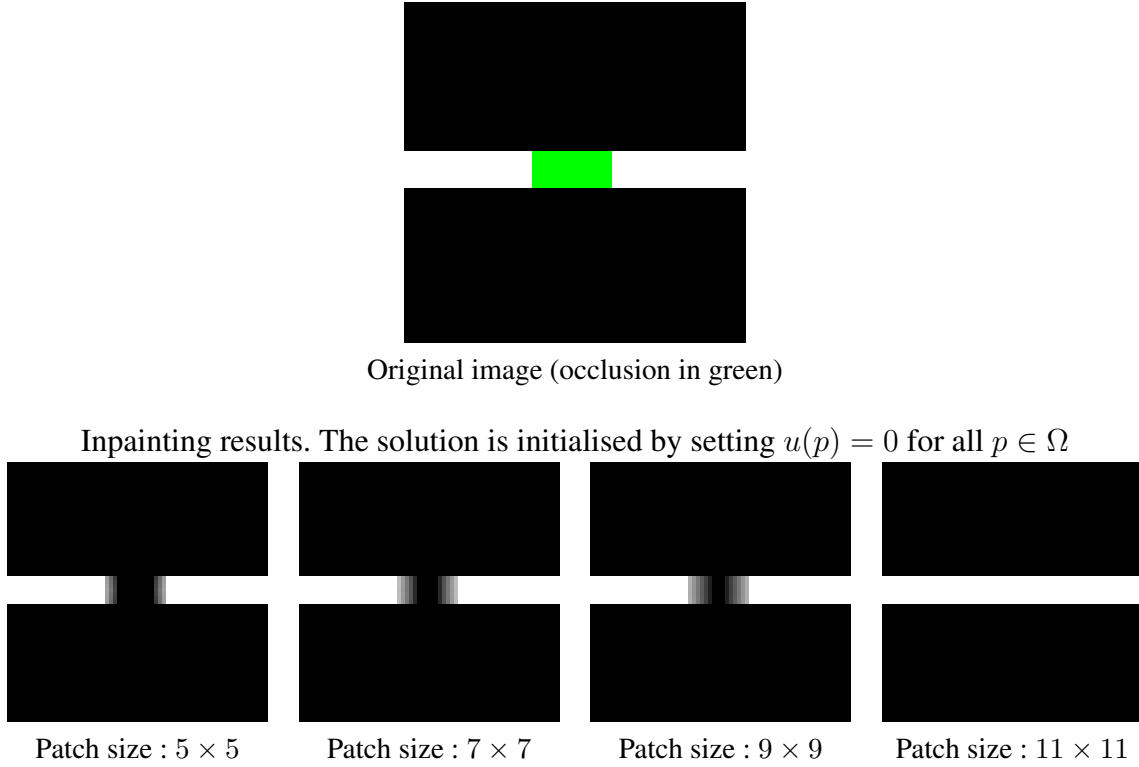 Original image (occlusion in green)
Inpainting results. The solution is initialised by setting u(p) = 0 for all p ∈ Ω
Patch size : 5 × 5
Patch size : 7 × 7
Patch size : 9 × 9
Patch size : 11 × 11